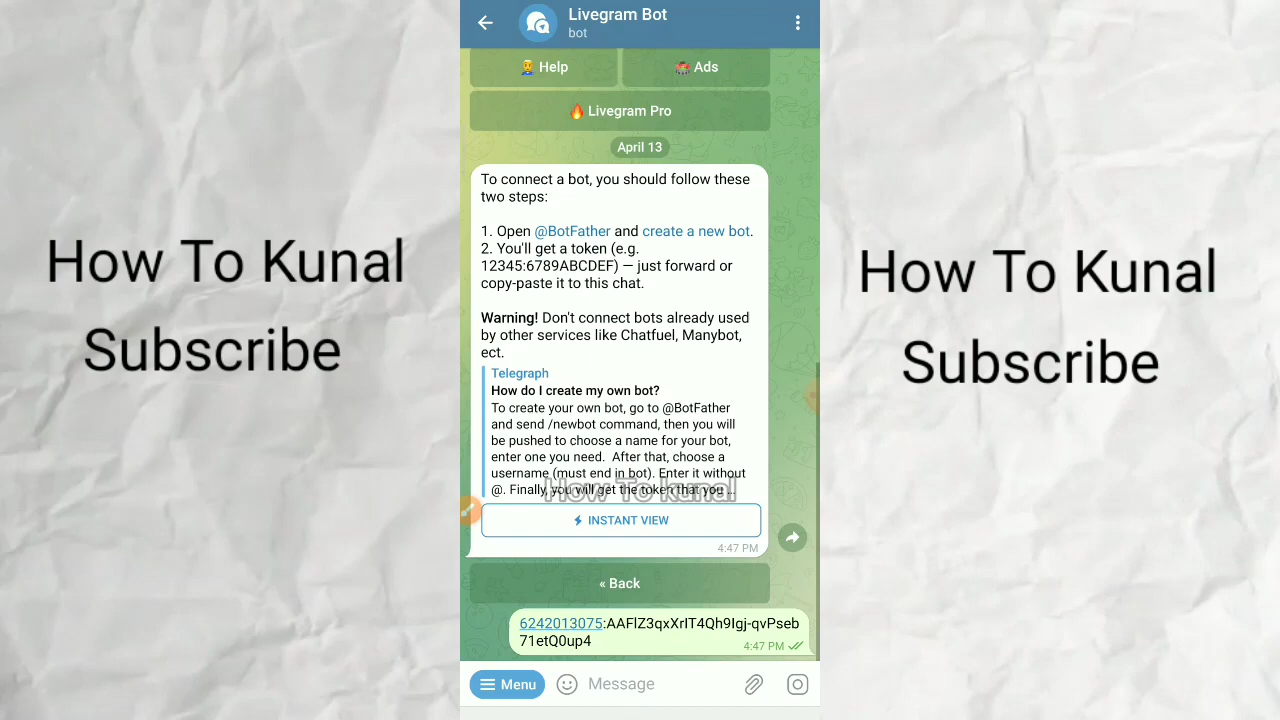 Livegram Bot
bot
Help
Ads
Livegram Pro
April 13
To connect a bot, you should follow these
two steps:
1. Open @BotFather and create a new bot.
2. You'll get a token (e.g.
12345:6789ABCDEF) — just forward or
copy-paste it to this chat.
Warning! Don't connect bots already used
by other services like Chatfuel, Manybot,
ect.
Telegraph
How do I create my own bot?
To create your own bot, go to @BotFather
and send /newbot command, then you will
be pushed to choose a name for your bot,
enter one you need. After that, choose a
username (must end in bot). Enter it without
@. Finally, you will get the token that you ...
How To kunal
INSTANT VIEW
4:47 PM
« Back
6242013075:AAFlZ3qxXrIT4Qh9Igj-qvPseb
71etQ0up4
4:47 PM
Menu
Message
How To Kunal
Subscribe
How To Kunal
Subscribe